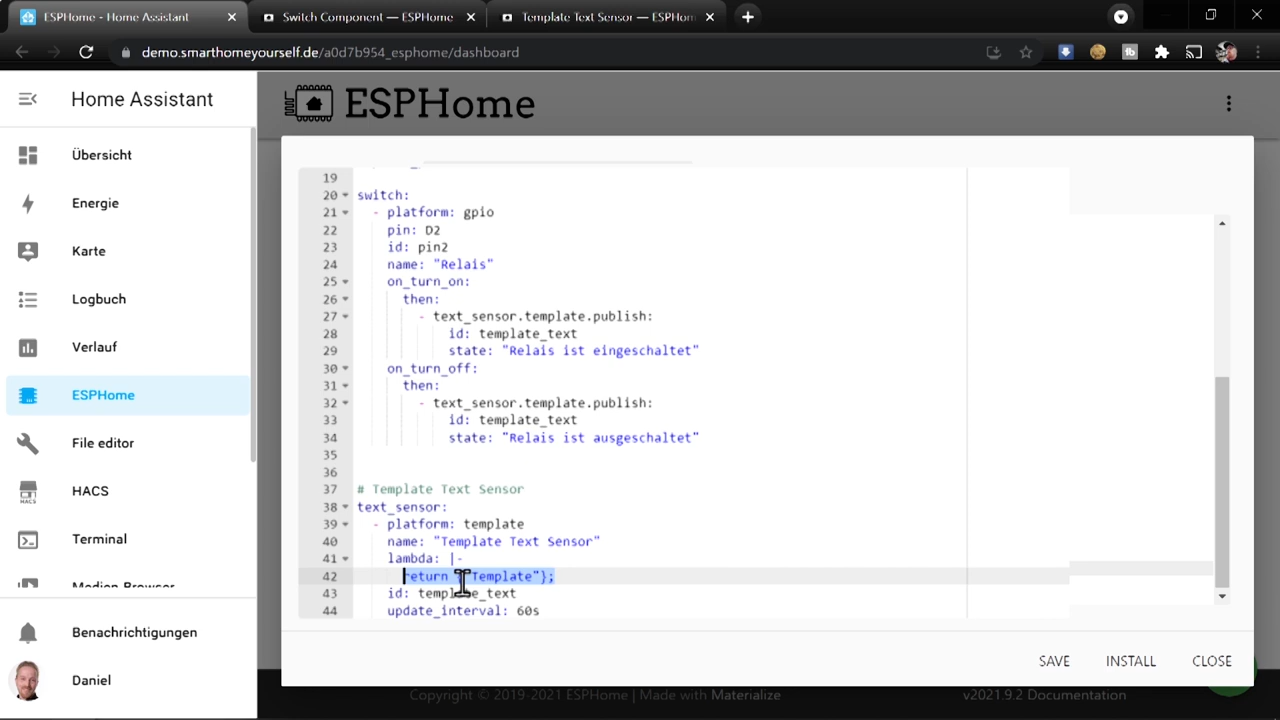 ESPHome - Home Assistant
Switch Component — ESPHome
Template Text Sensor — ESPHom
demo.smarthomeyourself.de/a0d7b954_esphome/dashboard
Home Assistant
Übersicht
Energie
Karte
Logbuch
Verlauf
ESPHome
File editor
HACS
HACS
Terminal
Media Browser
Benachrichtigungen
Daniel
ESPHome
19
20 switch:
21 - platform: gpio
22 pin: D2
23 id: pin2
24 name: "Relais"
25 on_turn_on:
26 then:
27 - text_sensor.template.publish:
28 id: template_text
29 state: "Relais ist eingeschaltet"
30 on_turn_off:
31 then:
32 - text_sensor.template.publish:
33 id: template_text
34 state: "Relais ist ausgeschaltet"
35
36
37 # Template Text Sensor
38 text_sensor:
39 - platform: template
40 name: "Template Text Sensor"
41 lambda: |-
42 return {"Template"};
43 id: template_text
44 update_interval: 60s
SAVE
INSTALL
CLOSE
Copyright © 2019-2021 ESPHome | Made with Materialize
v2021.9.2 Documentation